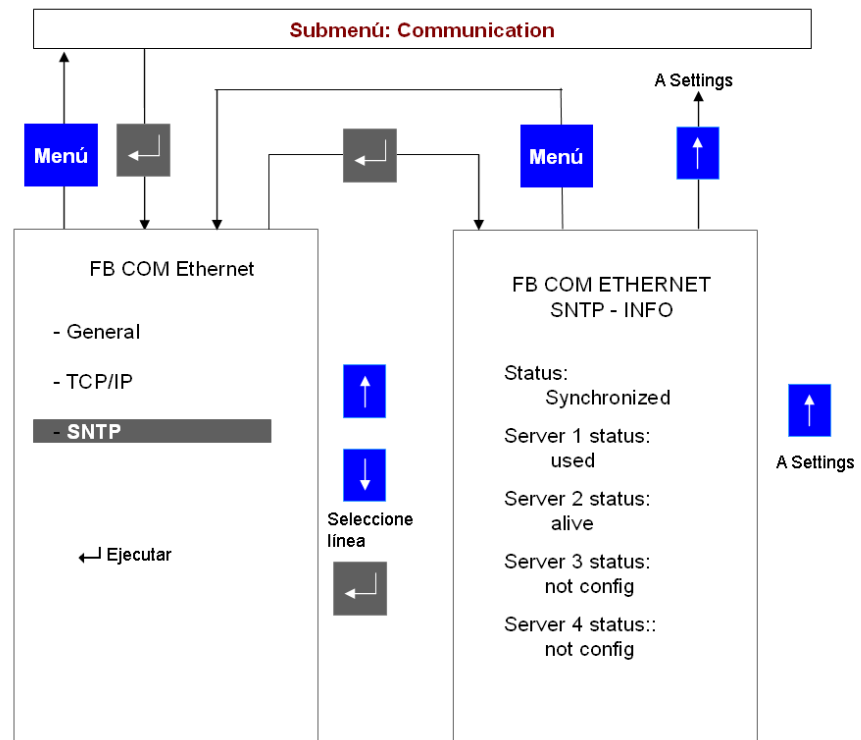 Submenú: Communication
A Settings
Menú
Menú
FB COM Ethernet
- General
- TCP/IP
- SNTP
Ejecutar
Seleccione
línea
FB COM ETHERNET
SNTP - INFO
Status:
Synchronized
Server 1 status:
used
Server 2 status:
alive
Server 3 status:
not config
Server 4 status::
not config
A Settings